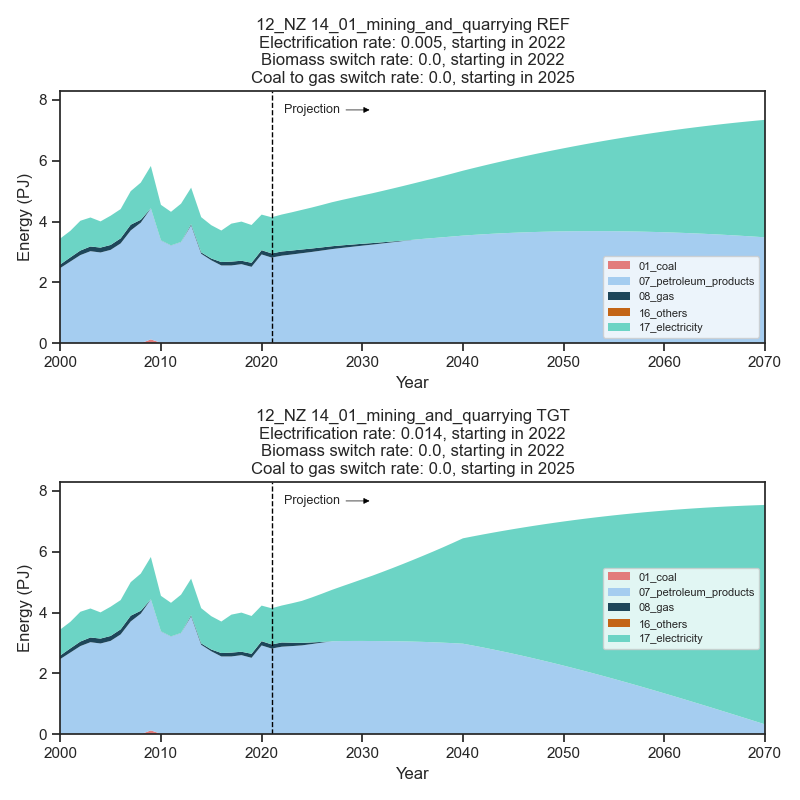 12_NZ 14_01_mining_and_quarrying REF
Electrification rate: 0.005, starting in 2022
Biomass switch rate: 0.0, starting in 2022
Coal to gas switch rate: 0.0, starting in 2025
Projection
8
6
4
2
0
Energy (PJ)
01_coal
07_petroleum_products
08_gas
16_others
17_electricity
2000 2010 2020 2030 2040 2050 2060 2070
Year
12_NZ 14_01_mining_and_quarrying TGT
Electrification rate: 0.014, starting in 2022
Biomass switch rate: 0.0, starting in 2022
Coal to gas switch rate: 0.0, starting in 2025
Projection
8
6
4
2
0
Energy (PJ)
01_coal
07_petroleum_products
08_gas
16_others
17_electricity
2000 2010 2020 2030 2040 2050 2060 2070
Year